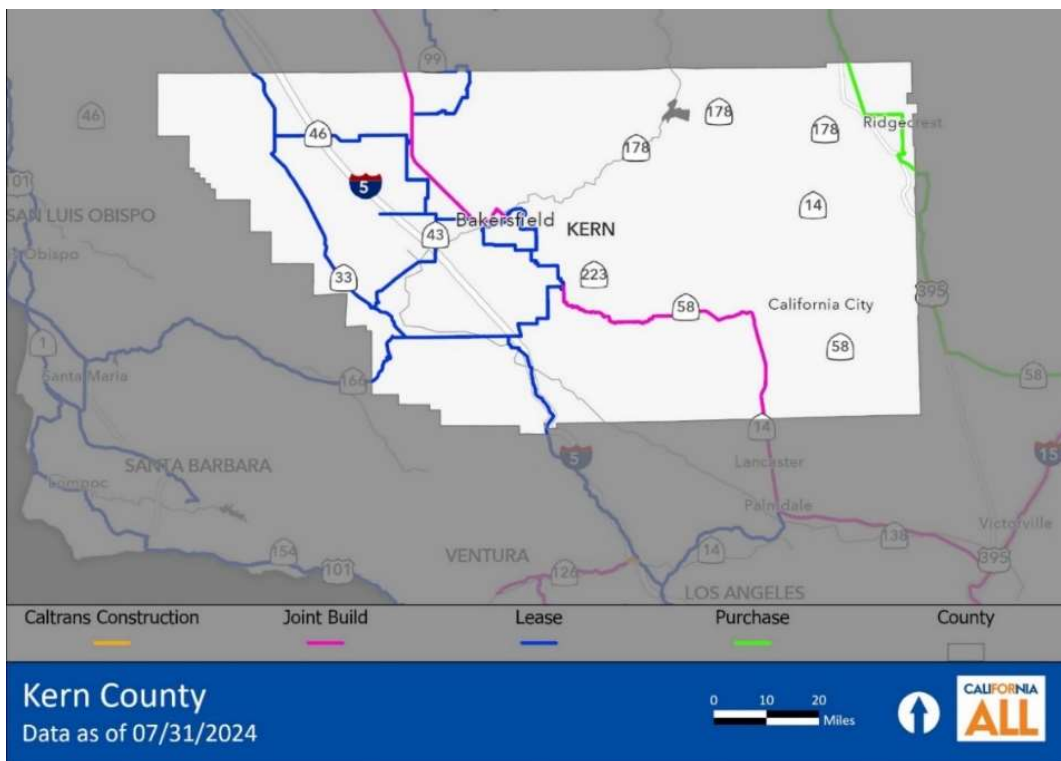 99
46
46
178
178
178
Ridgecrest
101
5
SAN LUIS OBISPO
14
Bakersfield
KERN
43
223
33
395
58
California City
1
58
Santa Maria
166
58
14
SANTA BARBARA
5
Lancaster
15
Lompoc
Palmdale
Victorville
154
VENTURA
14
138
101
126
395
LOS ANGELES
Caltrans Construction
Joint Build
Lease
Purchase
County
Kern County
Data as of 07/31/2024
0 10 20
Miles
CALIFORNIA
ALL